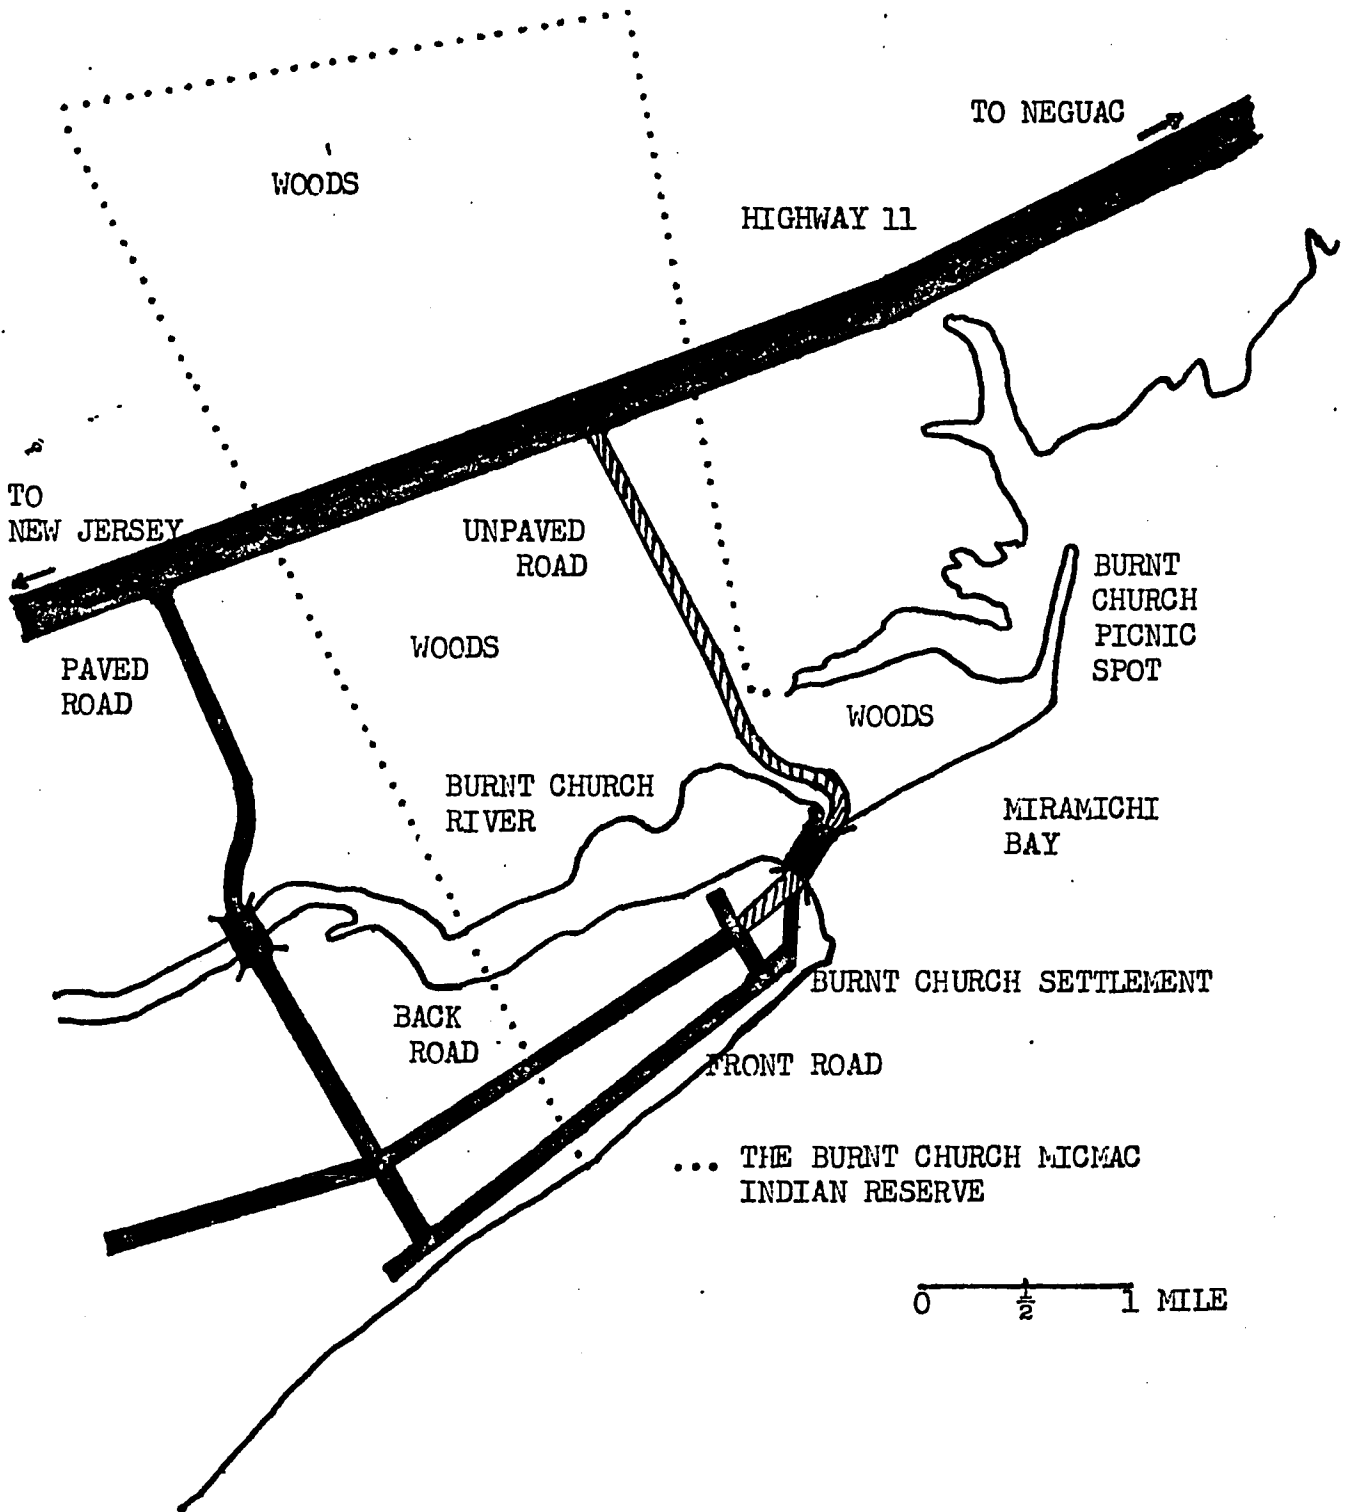 TO NEGUAC
WOODS
HIGHWAY 11
TO
NEW JERSEY
UNPAVED
ROAD
BURNT
CHURCH
PICNIC
SPOT
WOODS
PAVED
ROAD
WOODS
BURNT CHURCH
RIVER
MIRAMICHI
BAY
BURNT CHURCH SETTLEMENT
BACK
ROAD
FRONT ROAD
... THE BURNT CHURCH MICMAC
INDIAN RESERVE
0 1/2 1 MILE